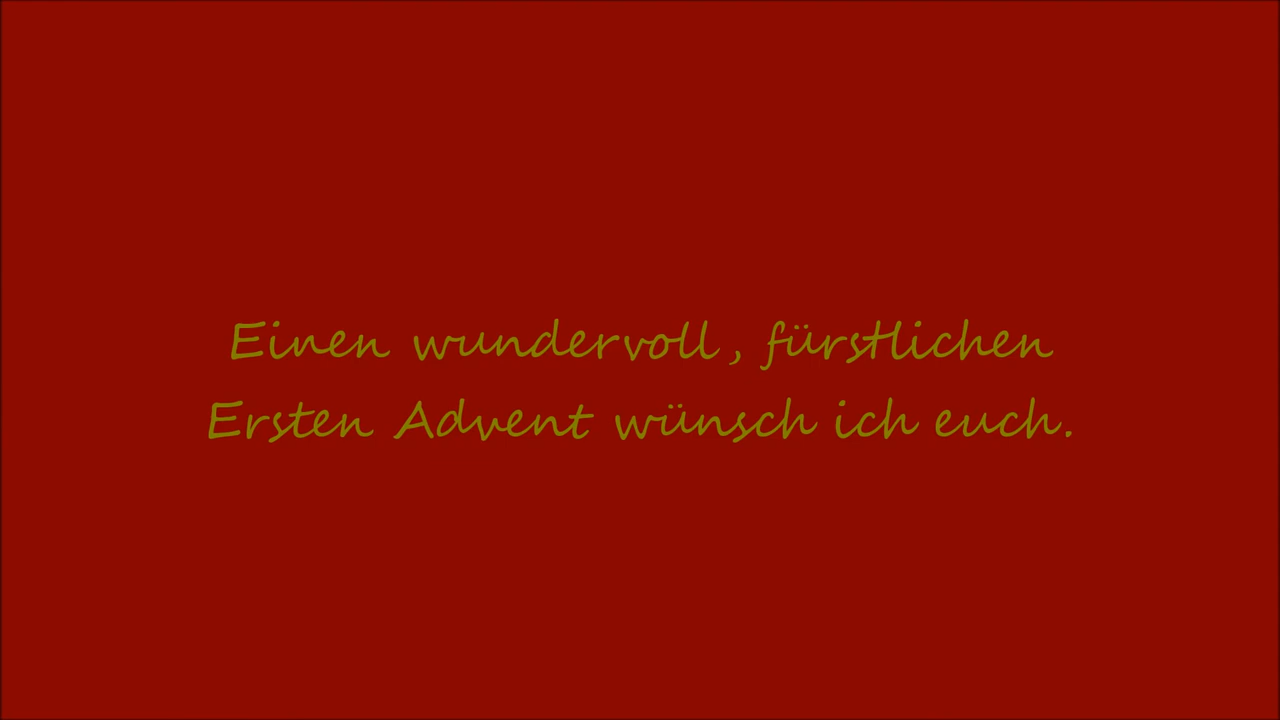 Einen wundervoll, fürstlichen
Ersten Advent wünsch ich euch.